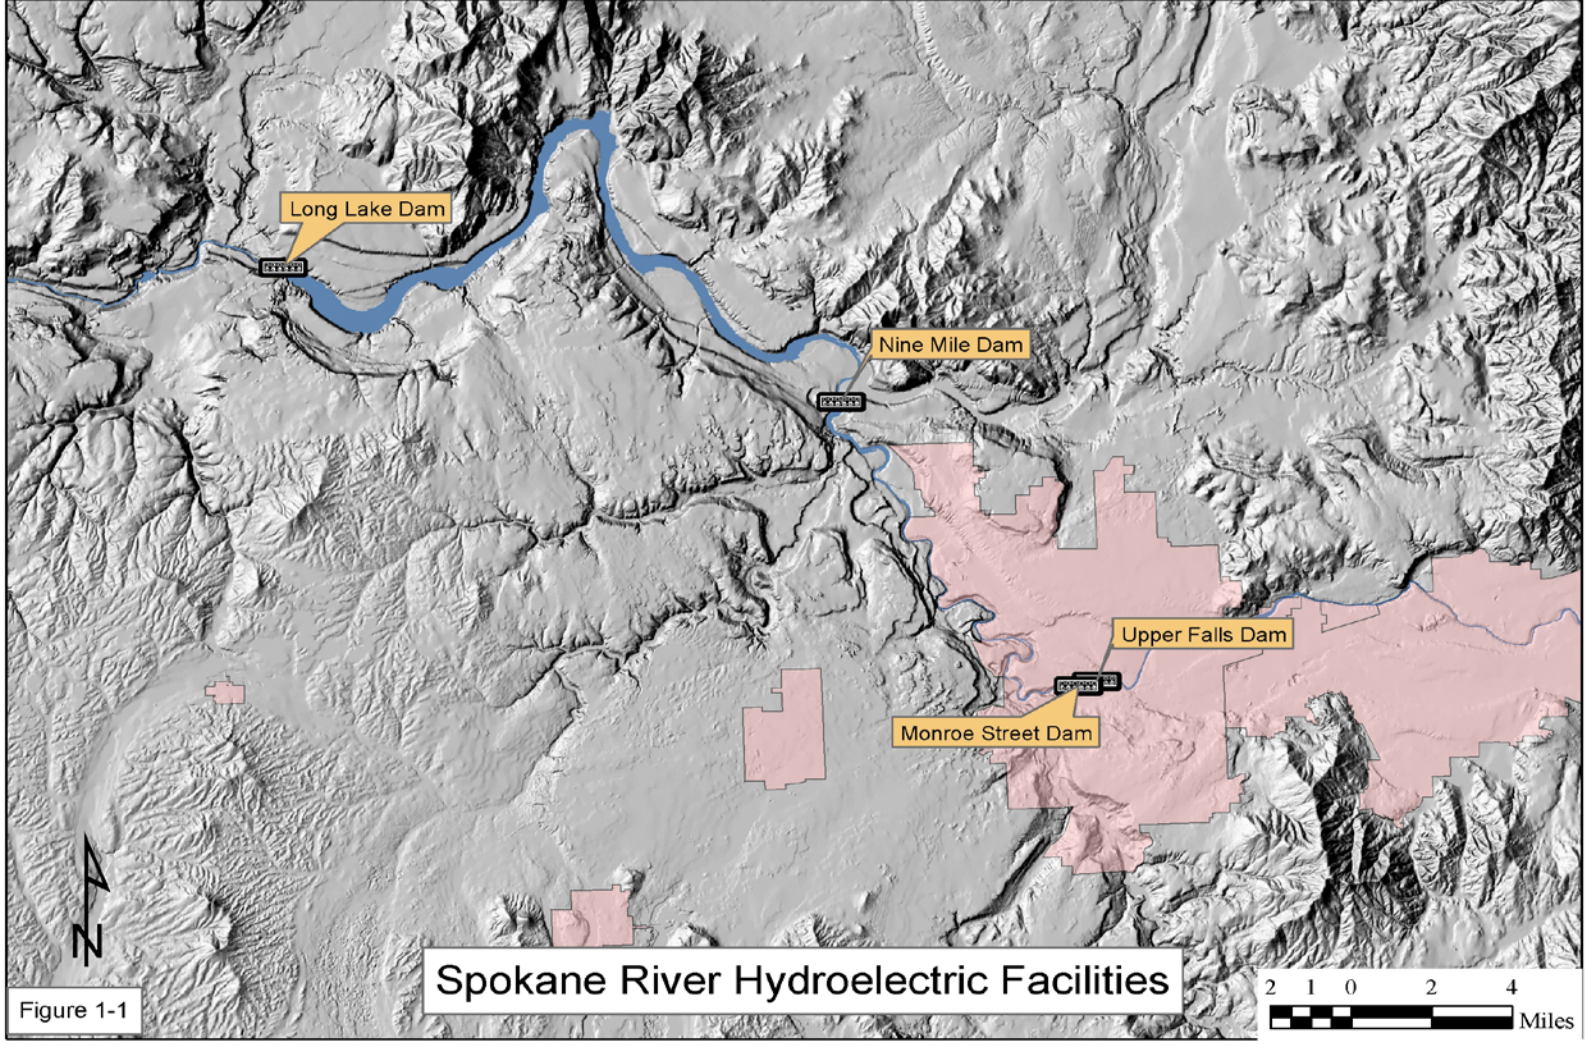 Long Lake Dam
Nine Mile Dam
Upper Falls Dam
Monroe Street Dam
N
Spokane River Hydroelectric Facilities
Figure 1-1
2 1 0 2 4
Miles